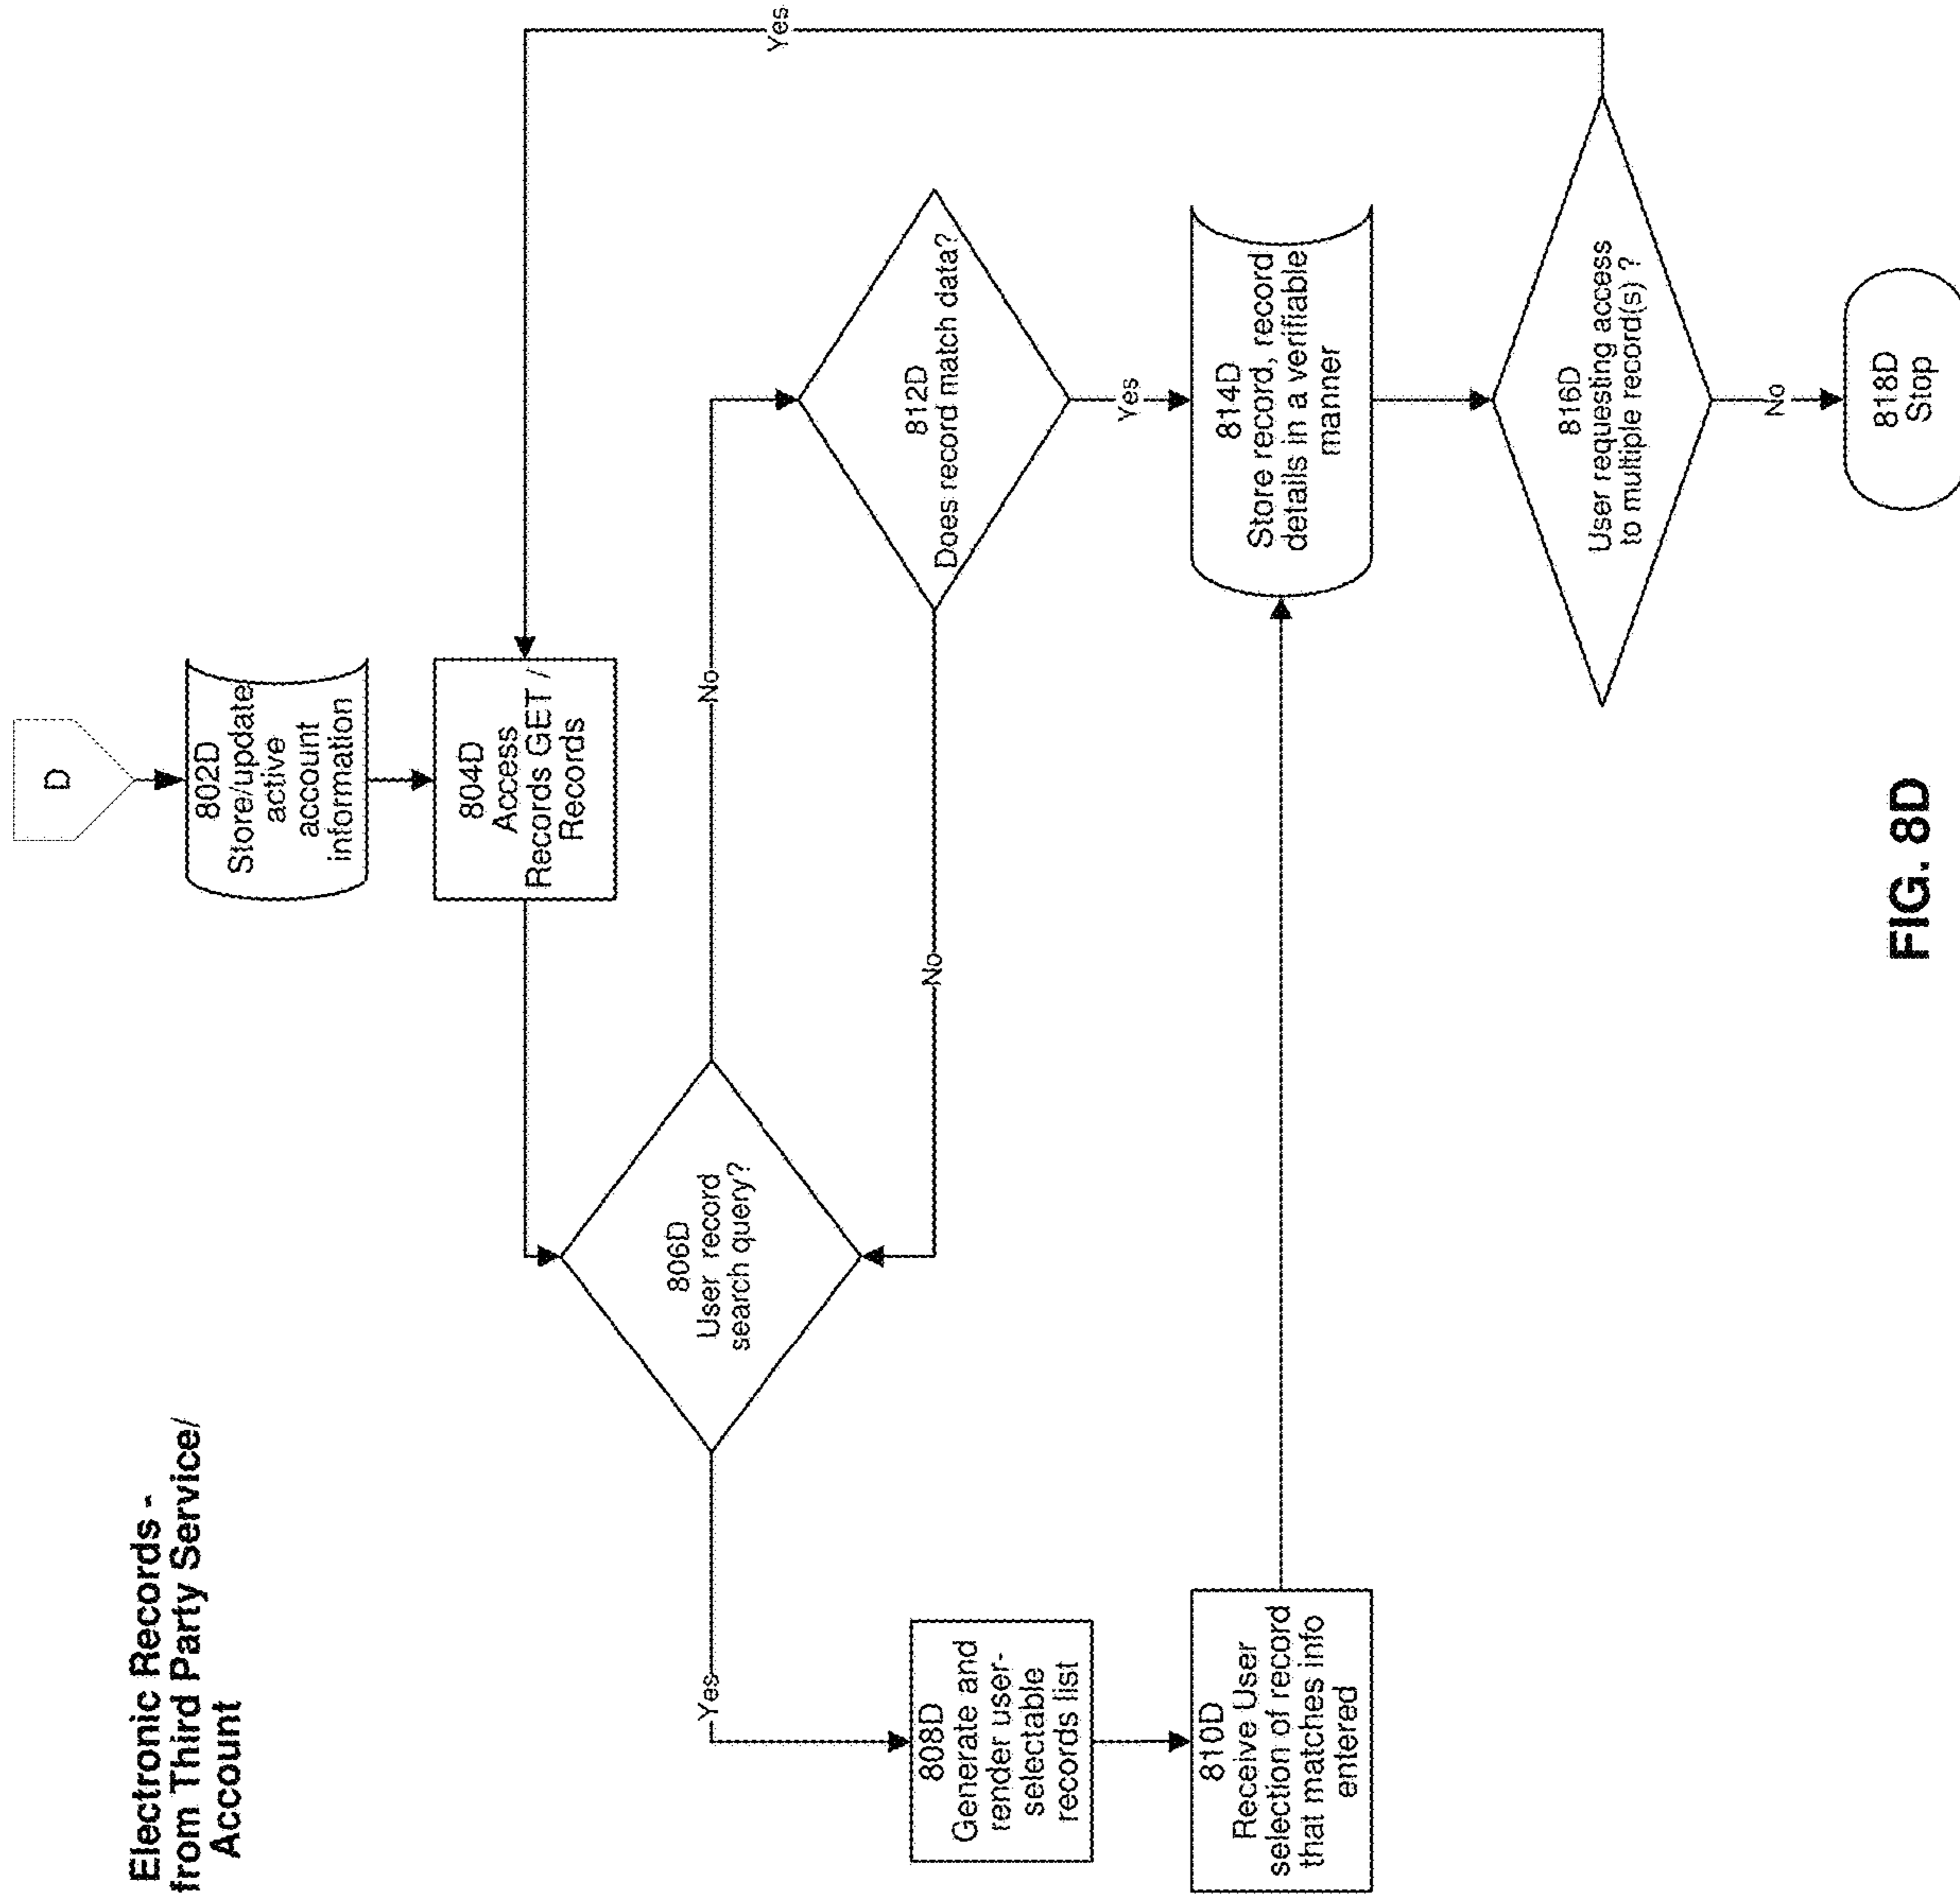 Electronic Records -
from Third Party Service/
Account
D
802D
Store/update
active
account
information
804D
Access
Records GET /
Records
Yes
806D
User record
search query?
No
Yes
812D
Does record match data?
No
Yes
808D
Generate and
render user-
selectable
records list
810D
Receive User
selection of record
that matches info
entered
814D
Store record, record
details in a verifiable
manner
816D
User requesting access
to multiple record(s) ?
No
818D
Stop
FIG. 8D